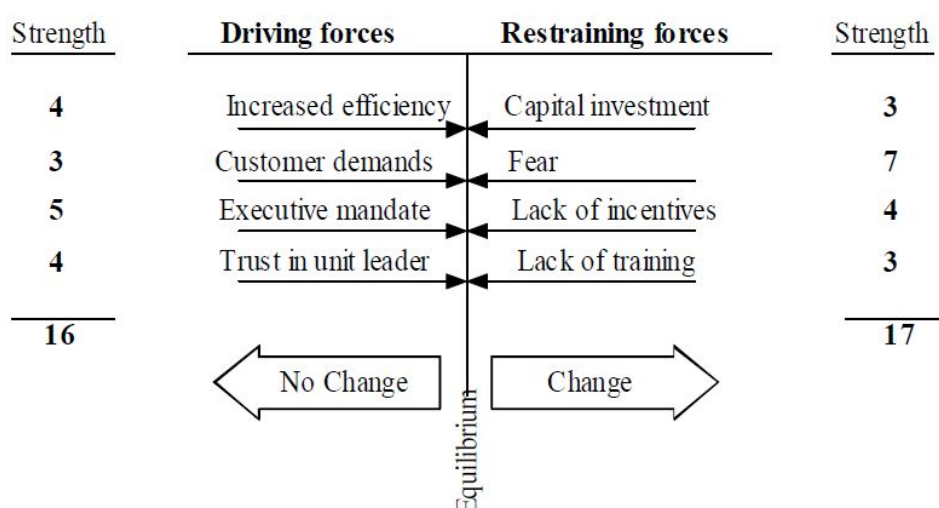 Strength Driving forces Restraining forces Strength
4 Increased efficiency Capital investment 3
3 Customer demands Fear 7
5 Executive mandate Lack of incentives 4
4 Trust in unit leader Lack of training 3
16 17
No Change Change
Equilibrium